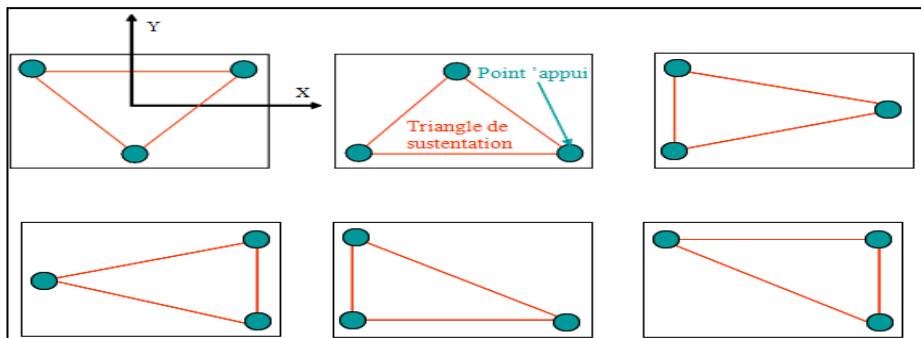 Y
X
Point 'appui
Triangle de
sustentation